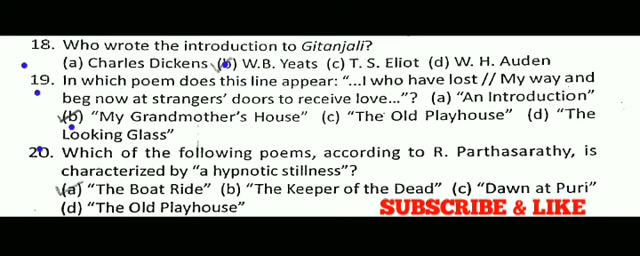 18. Who wrote the introduction to Gitanjali?
(a) Charles Dickens (b) W.B. Yeats (c) T. S. Eliot (d) W. H. Auden
19. In which poem does this line appear: “...I who have lost // My way and
beg now at strangers’ doors to receive love...”? (a) “An Introduction”
(b) “My Grandmother’s House” (c) “The Old Playhouse” (d) “The
Looking Glass”
20. Which of the following poems, according to R. Parthasarathy, is
characterized by “a hypnotic stillness”?
(a) “The Boat Ride” (b) “The Keeper of the Dead” (c) “Dawn at Puri”
(d) “The Old Playhouse”
SUBSCRIBE & LIKE